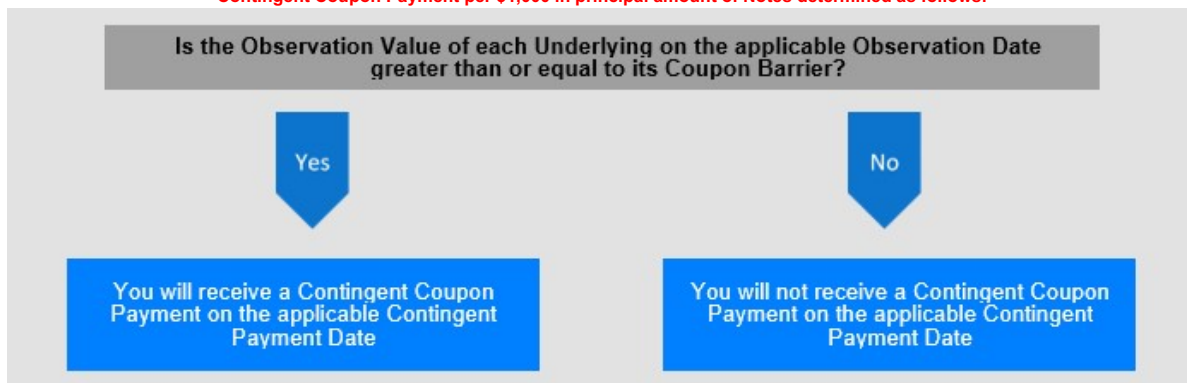 Contingent Coupon Payment per $1,000 in principal amount of Notes determined as follows:
Is the Observation Value of each Underlying on the applicable Observation Date
greater than or equal to its Coupon Barrier?
Yes
No
You will receive a Contingent Coupon
Payment on the applicable Contingent
Payment Date
You will not receive a Contingent Coupon
Payment on the applicable Contingent
Payment Date